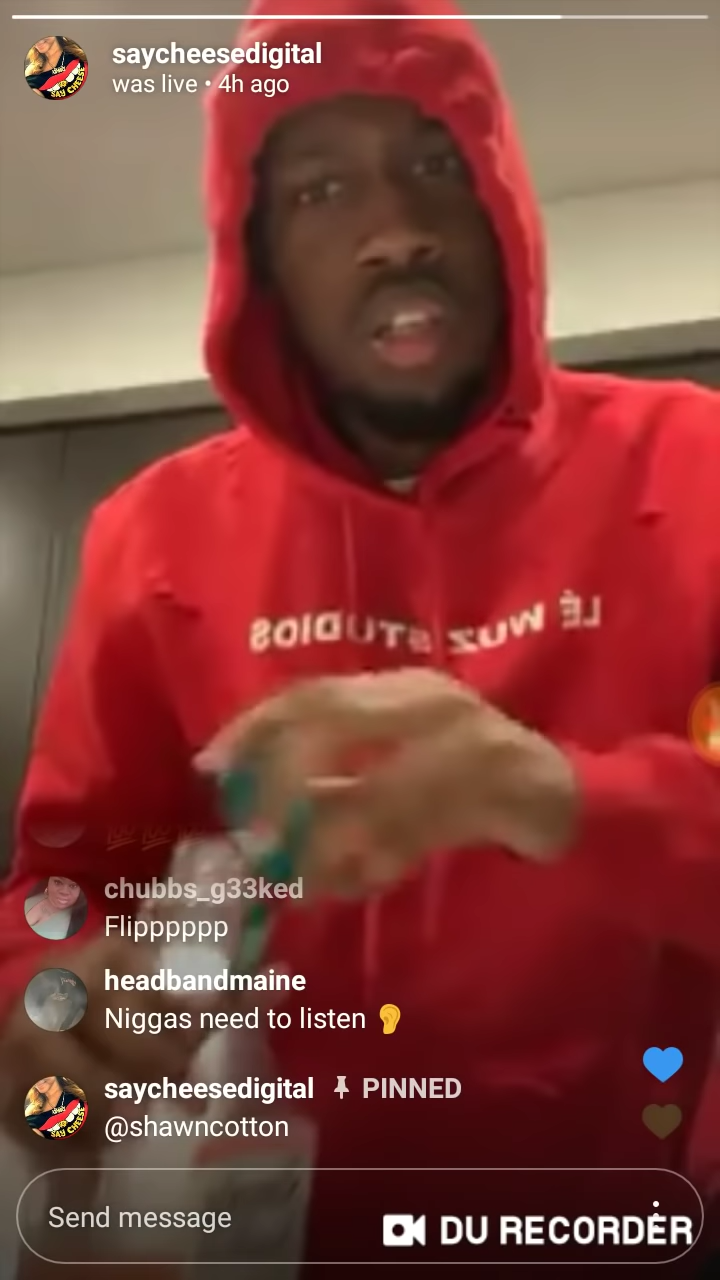 saycheesedigital
was live • 4h ago
LÉ WUZ STUDIOS
💯 💯 💯
chubbs_g33ked
Flipppppp
headbandmaine
Niggas need to listen 👂
saycheesedigital PINNED
@shawncotton
Send message
DU RECORDER